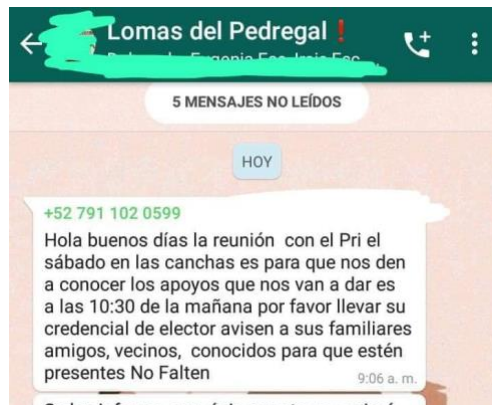 Lomas del Pedregal❗
5 MENSAJES NO LEÍDOS
HOY
+52 791 102 0599
Hola buenos días la reunión con el Pri el
sábado en las canchas es para que nos den
a conocer los apoyos que nos van a dar es
a las 10:30 de la mañana por favor llevar su
credencial de elector avisen a sus familiares
amigos, vecinos, conocidos para que estén
presentes No Falten
9:06 a. m.